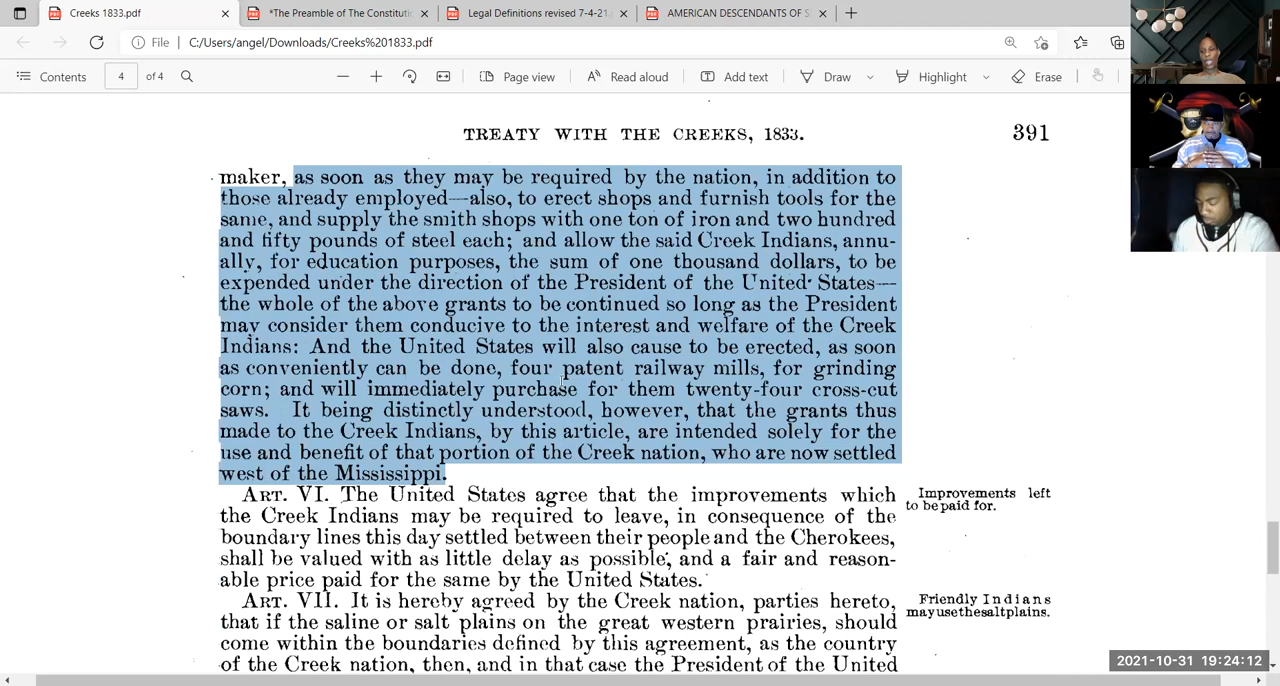 Creeks 1833.pdf
*The Preamble of The Constitutio
Legal Definitions revised 7-4-21.
AMERICAN DESCENDANTS OF S
File
C:/Users/angel/Downloads/Creeks%201833.pdf
Contents
4
of 4
Page view
Read aloud
Add text
Draw
Highlight
Erase
TREATY WITH THE CREEKS, 1833.
391
maker, as soon as they may be required by the nation, in addition to
those already employed—also, to erect shops and furnish tools for the
same, and supply the smith shops with one ton of iron and two hundred
and fifty pounds of steel each; and allow the said Creek Indians, annu-
ally, for education purposes, the sum of one thousand dollars, to be
expended under the direction of the President of the United States—
the whole of the above grants to be continued so long as the President
may consider them conducive to the interest and welfare of the Creek
Indians: And the United States will also cause to be erected, as soon
as conveniently can be done, four patent railway mills, for grinding
corn; and will immediately purchase for them twenty-four cross-cut
saws. It being distinctly understood, however, that the grants thus
made to the Creek Indians, by this article, are intended solely for the
use and benefit of that portion of the Creek nation, who are now settled
west of the Mississippi.
ART. VI. The United States agree that the improvements which
the Creek Indians may be required to leave, in consequence of the
boundary lines this day settled between their people and the Cherokees,
shall be valued with as little delay as possible, and a fair and reason-
able price paid for the same by the United States.
Improvements left
to be paid for.
ART. VII. It is hereby agreed by the Creek nation, parties hereto,
that if the saline or salt plains on the great western prairies, should
come within the boundaries defined by this agreement, as the country
of the Creek nation, then, and in that case the President of the United
Friendly Indians
may use the salt plains.
2021-10-31 19:24:12